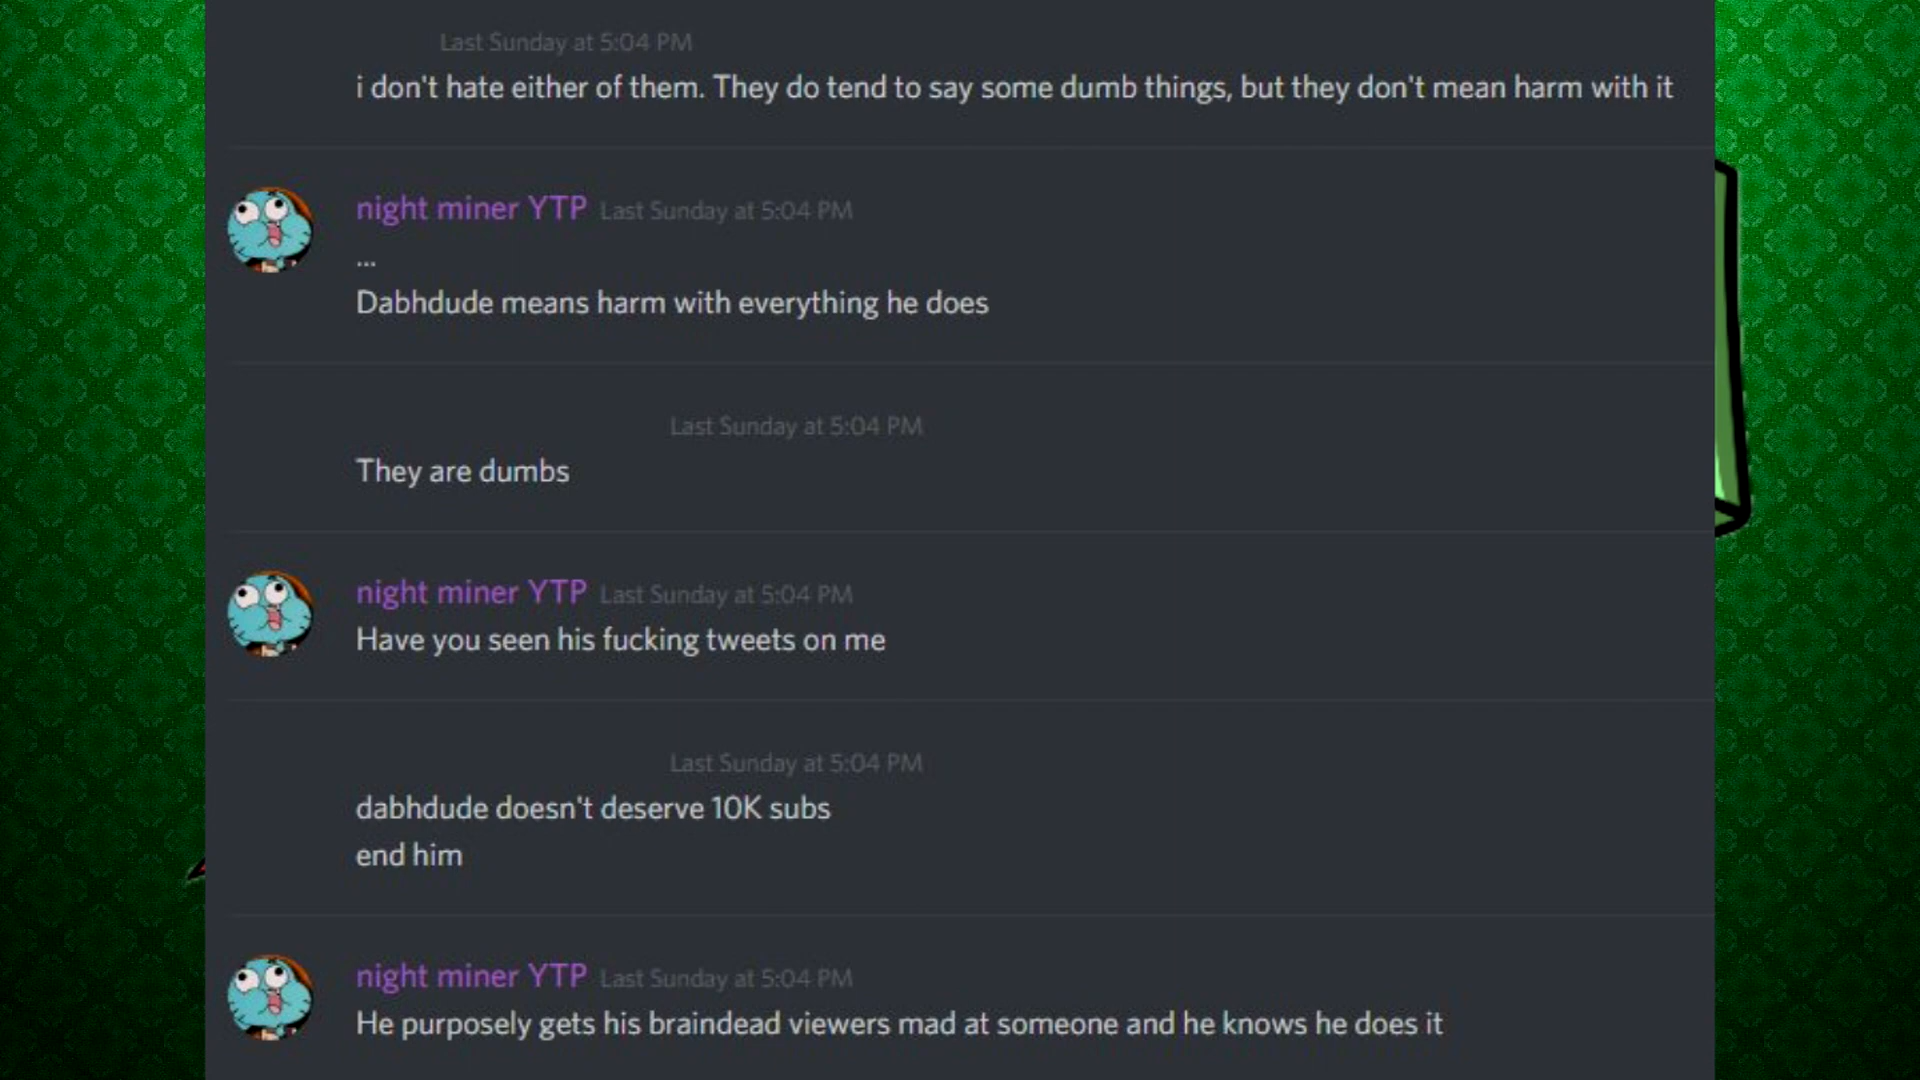 Last Sunday at 5:04 PM
i don't hate either of them. They do tend to say some dumb things, but they don't mean harm with it
night miner YTP Last Sunday at 5:04 PM
...
Dabhdude means harm with everything he does
Last Sunday at 5:04 PM
They are dumbs
night miner YTP Last Sunday at 5:04 PM
Have you seen his fucking tweets on me
Last Sunday at 5:04 PM
dabhdude doesn't deserve 10K subs
end him
night miner YTP Last Sunday at 5:04 PM
He purposely gets his braindead viewers mad at someone and he knows he does it